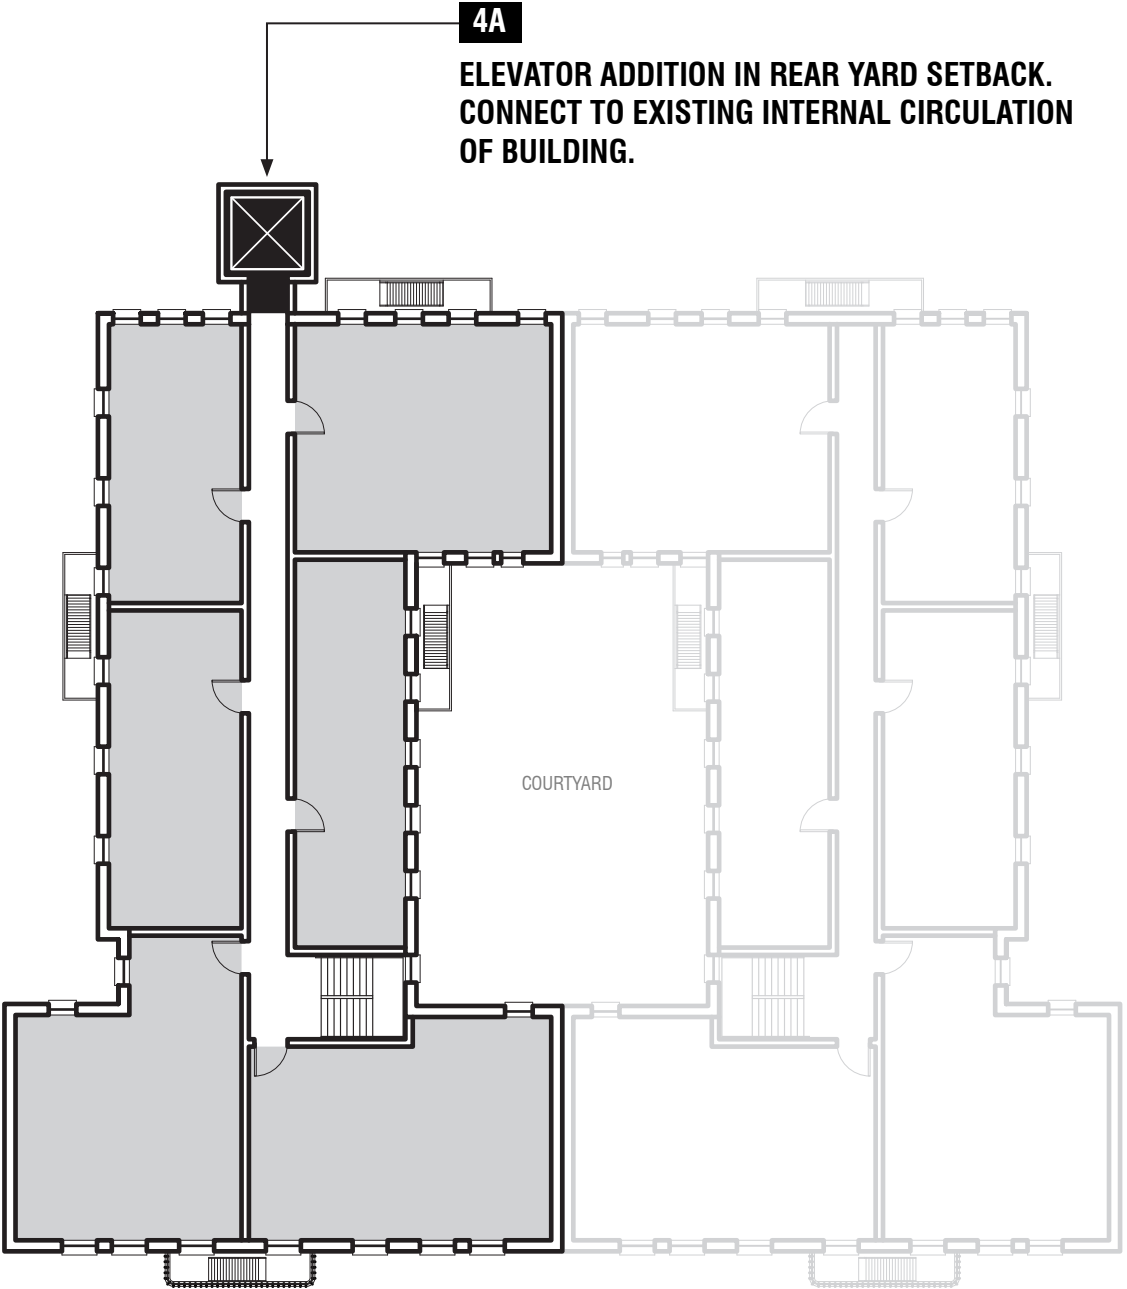 4A
ELEVATOR ADDITION IN REAR YARD SETBACK.
CONNECT TO EXISTING INTERNAL CIRCULATION
OF BUILDING.
COURTYARD